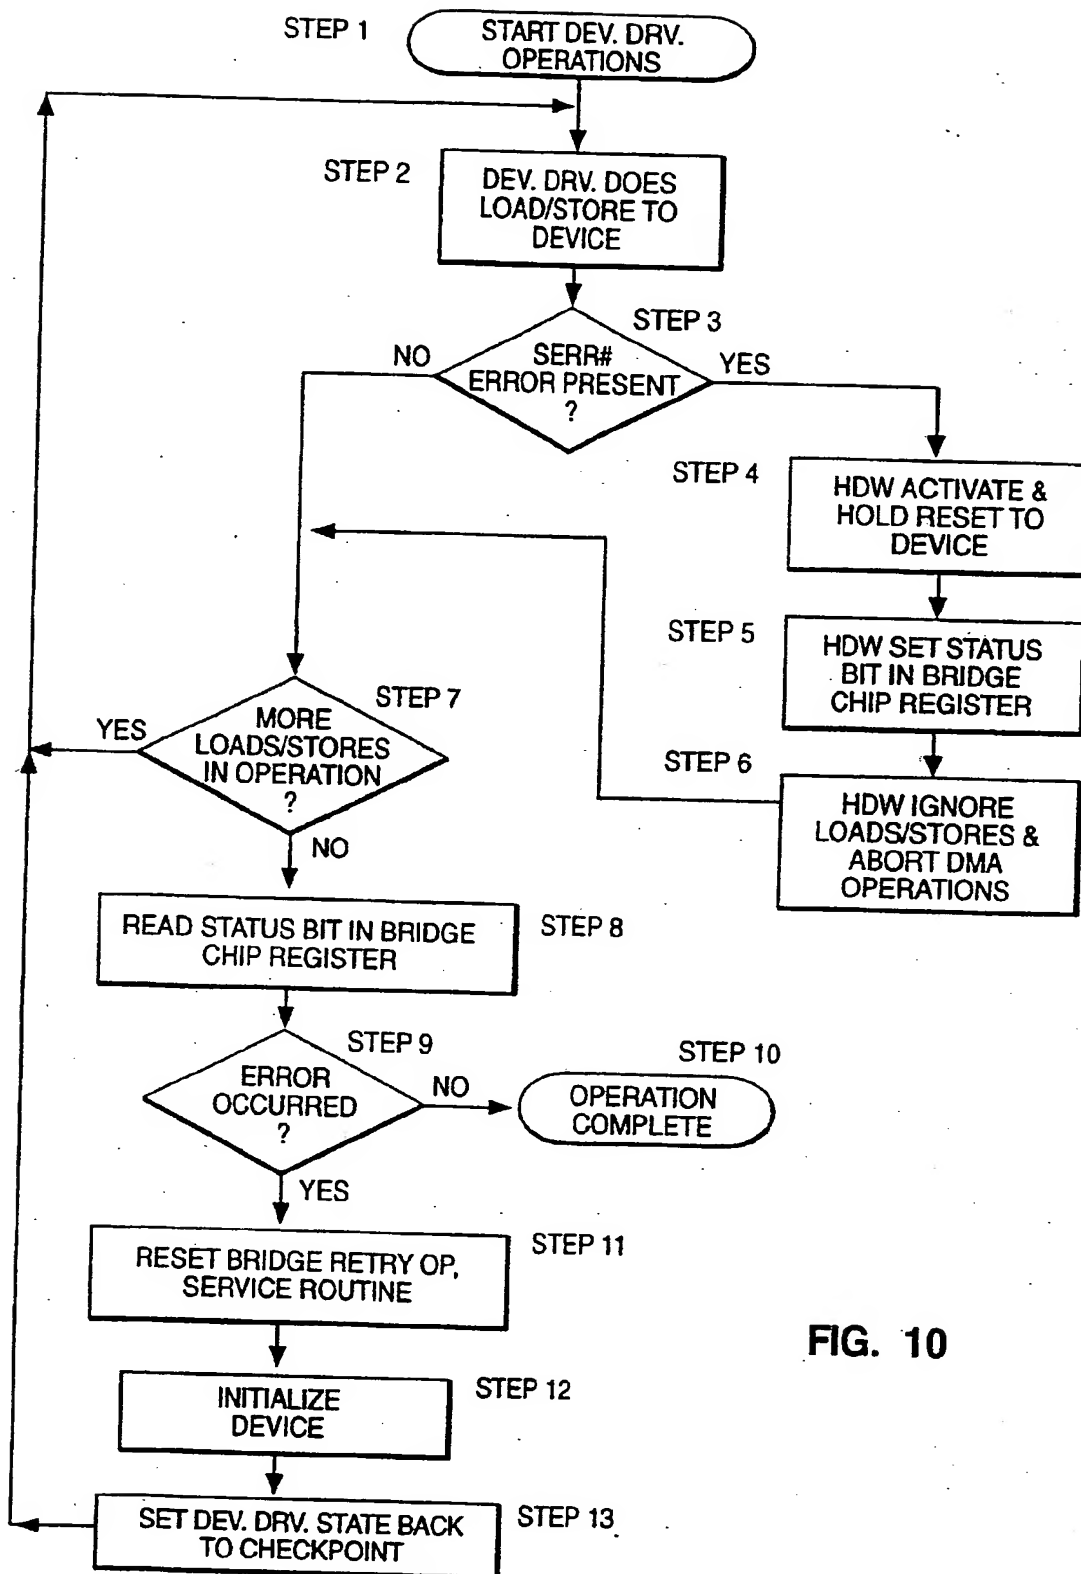 STEP 1
START DEV. DRV.
OPERATIONS
STEP 2
DEV. DRV. DOES
LOAD/STORE TO
DEVICE
STEP 3
SERR#
ERROR PRESENT
?
NO
YES
STEP 4
HDW ACTIVATE &
HOLD RESET TO
DEVICE
STEP 5
HDW SET STATUS
BIT IN BRIDGE
CHIP REGISTER
STEP 6
HDW IGNORE
LOADS/STORES &
ABORT DMA
OPERATIONS
STEP 7
MORE
LOADS/STORES
IN OPERATION
?
YES
NO
STEP 8
READ STATUS BIT IN BRIDGE
CHIP REGISTER
STEP 9
ERROR
OCCURRED
?
NO
STEP 10
OPERATION
COMPLETE
YES
STEP 11
RESET BRIDGE RETRY OP,
SERVICE ROUTINE
STEP 12
INITIALIZE
DEVICE
STEP 13
SET DEV. DRV. STATE BACK
TO CHECKPOINT
FIG. 10